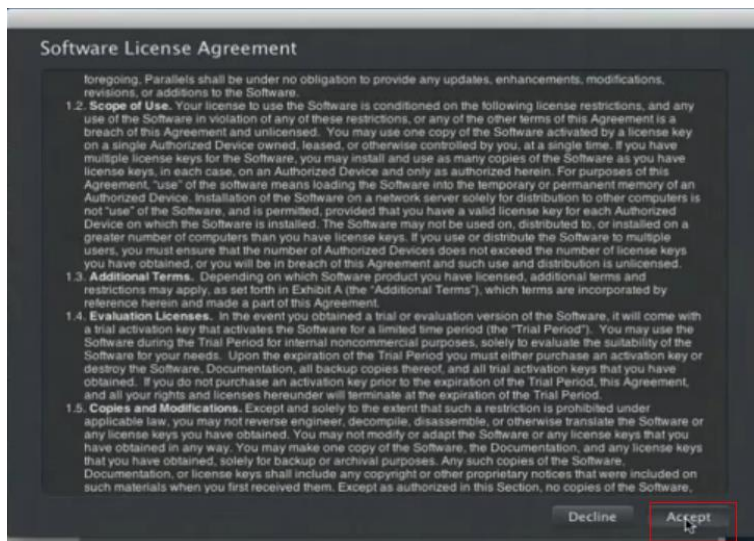 Software License Agreement
foregoing, Parallels shall be under no obligation to provide any updates, enhancements, modifications,
revisions, or additions to the Software.
1.2. Scope of Use. Your license to use the Software is conditioned on the following license restrictions, and any
use of the Software in violation of any of these restrictions, or any of the other terms of this Agreement is a
breach of this Agreement and unlicensed. You may use one copy of the Software activated by a license key
on a single Authorized Device owned, leased, or otherwise controlled by you, at a single time. If you have
multiple license keys for the Software, you may install and use as many copies of the Software as you have
license keys, in each case, on an Authorized Device and only as authorized herein. For purposes of this
Agreement, "use" of the software means loading the Software into the temporary or permanent memory of an
Authorized Device. Installation of the Software on a network server solely for distribution to other computers is
not "use" of the Software, and is permitted, provided that you have a valid license key for each Authorized
Device on which the Software is installed. The Software may not be used on, distributed to, or installed on a
greater number of computers than you have license keys. If you use or distribute the Software to multiple
users, you must ensure that the number of Authorized Devices does not exceed the number of license keys
you have obtained, or you will be in breach of this Agreement and such use and distribution is unlicensed.
1.3. Additional Terms. Depending on which Software product you have licensed, additional terms and
restrictions may apply, as set forth in Exhibit A (the "Additional Terms"), which terms are incorporated by
reference herein and made a part of this Agreement.
1.4. Evaluation Licenses. In the event you obtained a trial or evaluation version of the Software, it will come with
a trial activation key that activates the Software for a limited time period (the "Trial Period"). You may use the
Software during the Trial Period for internal noncommercial purposes, solely to evaluate the suitability of the
Software for your needs. Upon the expiration of the Trial Period you must either purchase an activation key or
destroy the Software, Documentation, all backup copies thereof, and all trial activation keys that you have
obtained. If you do not purchase an activation key prior to the expiration of the Trial Period, this Agreement,
and all your rights and licenses hereunder will terminate at the expiration of the Trial Period.
1.5. Copies and Modifications. Except and solely to the extent that such a restriction is prohibited under
applicable law, you may not reverse engineer, decompile, disassemble, or otherwise translate the Software or
any license keys you have obtained. You may not modify or adapt the Software or any license keys that you
have obtained in any way. You may make one copy of the Software, the Documentation, and any license keys
that you have obtained, solely for backup or archival purposes. Any such copies of the Software,
Documentation, or license keys shall include any copyright or other proprietary notices that were included on
such materials when you first received them. Except as authorized in this Section, no copies of the Software,
Decline Accept